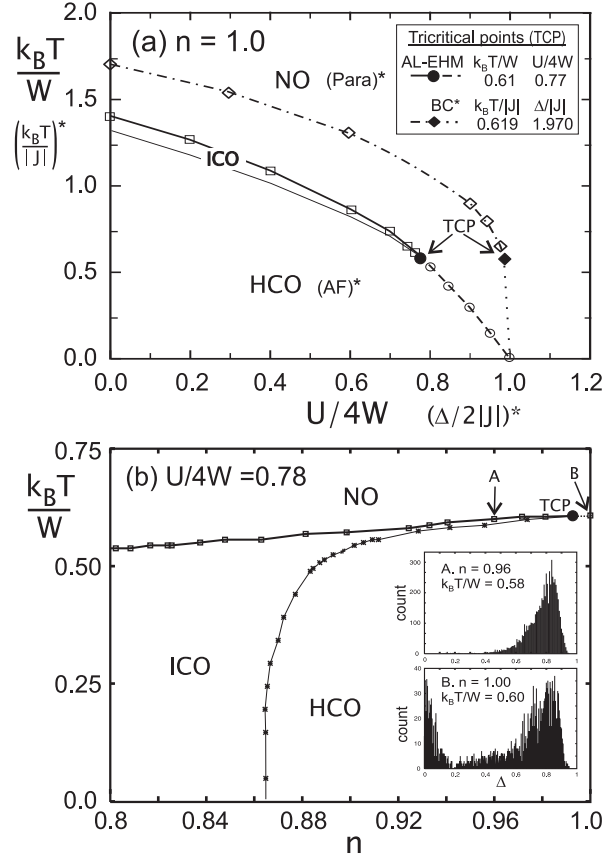 (a) n = 1.0
Tricritical points (TCP)
AL-EHM k_BT/W U/4W
0.61 0.77
BC* k_BT/|J| Δ/|J|
0.619 1.970
k_BT
W
(k_BT/|J|)*
2.0
1.5
1.0
0.5
0.0
NO (Para)*
ICO
TCP
HCO (AF)*
0.0 0.2 0.4 0.6 0.8 1.0 1.2
U/4W (Δ/2|J|)*
(b) U/4W =0.78
k_BT
W
0.75
0.50
0.25
0.0
NO
A
B
TCP
ICO
HCO
A. n = 0.96
k_BT/W = 0.58
count
300
200
100
0
0 0.2 0.4 0.6 0.8 1
B. n = 1.00
k_BT/W = 0.60
count
40
30
20
10
0
0 0.2 0.4 0.6 0.8 1
Δ
0.8 0.84 0.88 0.92 0.96 1.0
n